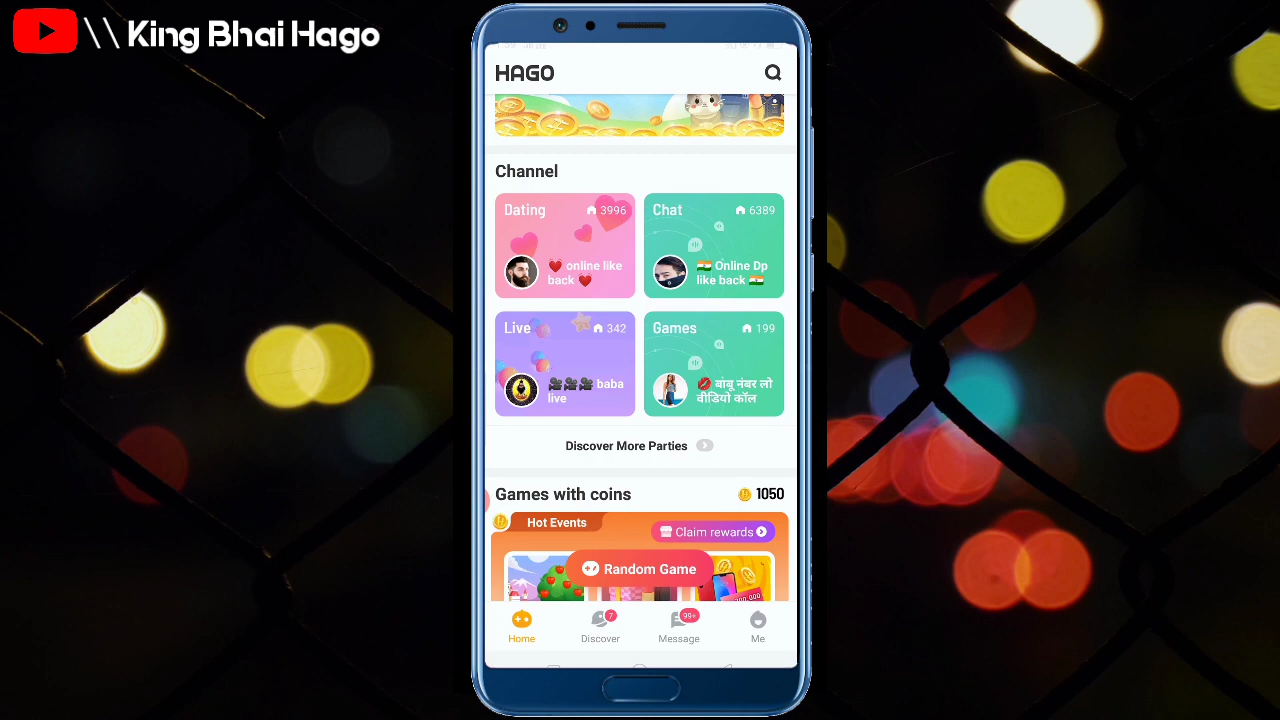 \\ King Bhai Hago
HAGO
Channel
Dating 3996
❤️ online like
back ❤️
Chat 6389
🇮🇳 Online Dp
like back 🇮🇳
Live 342
🎥🎥🎥 baba
live
Games 199
💋 बांबू नंबर लो
वीडियो कॉल
Discover More Parties
Games with coins 1050
Hot Events
Claim rewards
Random Game
7
99+
Home Discover Message Me